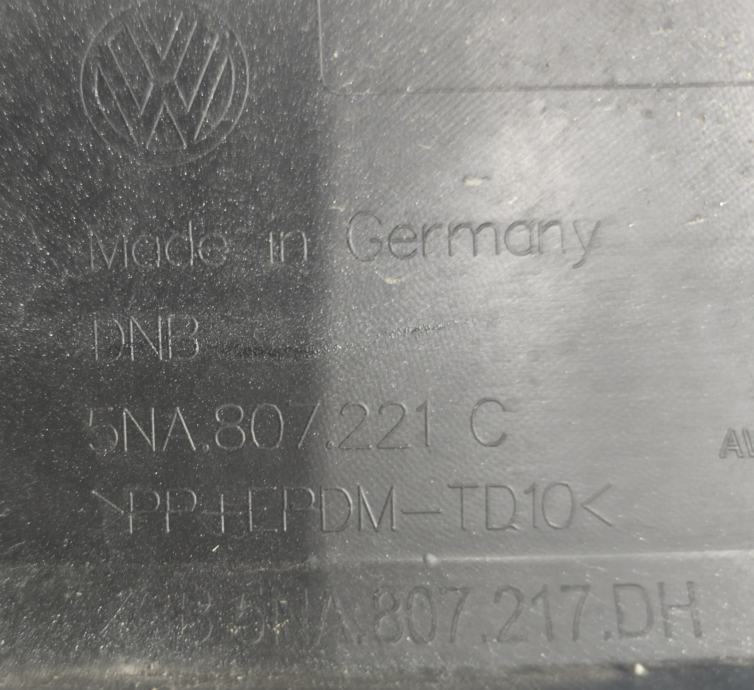 Made in Germany
DNB
5NA.807.221 C
>PP+EPDM-TD10<
5NA.807.217.DH